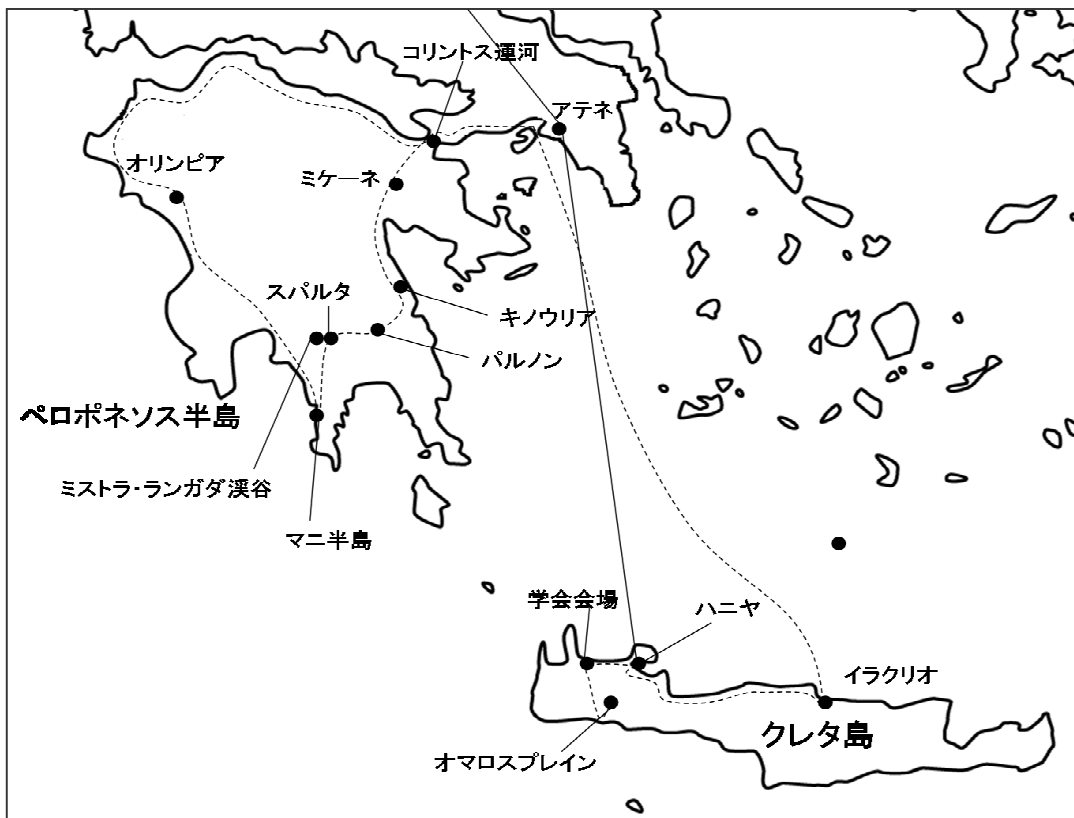 コリントス運河
アテネ
オリンピア
ミケーネ
スパルタ
キノウリア
パルノン
ペロポネソス半島
ミストラ・ランガダ渓谷
マニ半島
学会会場
ハニヤ
イラクリオ
クレタ島
オマロスプレイン